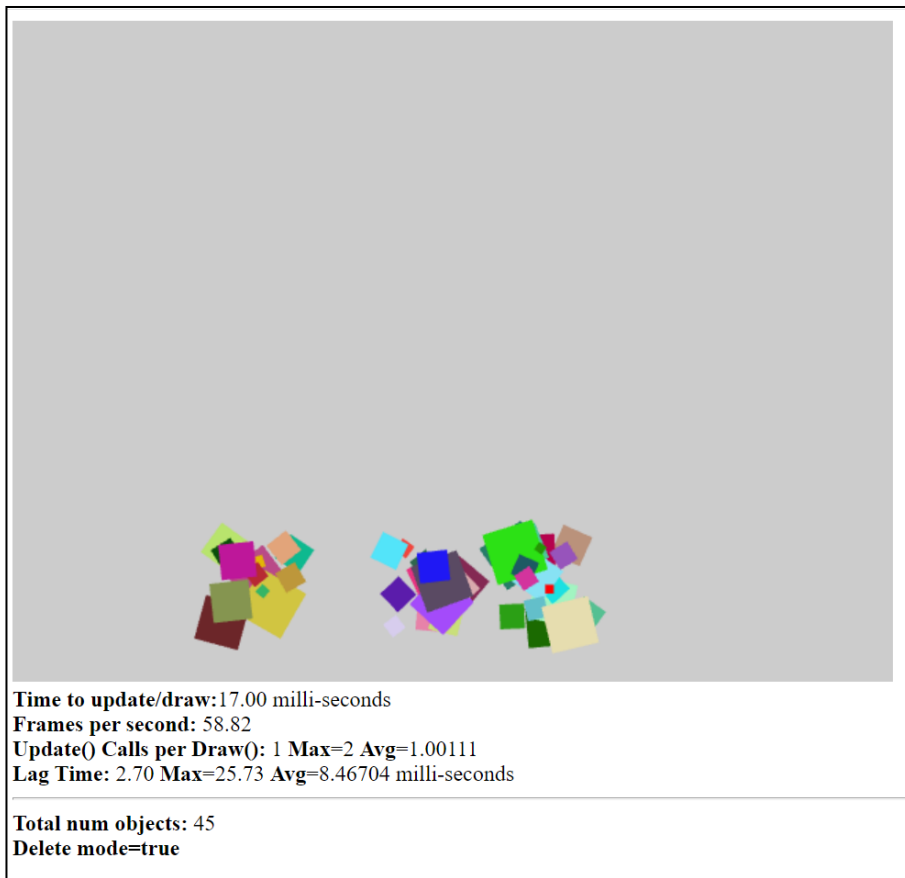 Time to update/draw:17.00 milli-seconds
Frames per second: 58.82
Update() Calls per Draw(): 1 Max=2 Avg=1.00111
Lag Time: 2.70 Max=25.73 Avg=8.46704 milli-seconds
Total num objects: 45
Delete mode=true